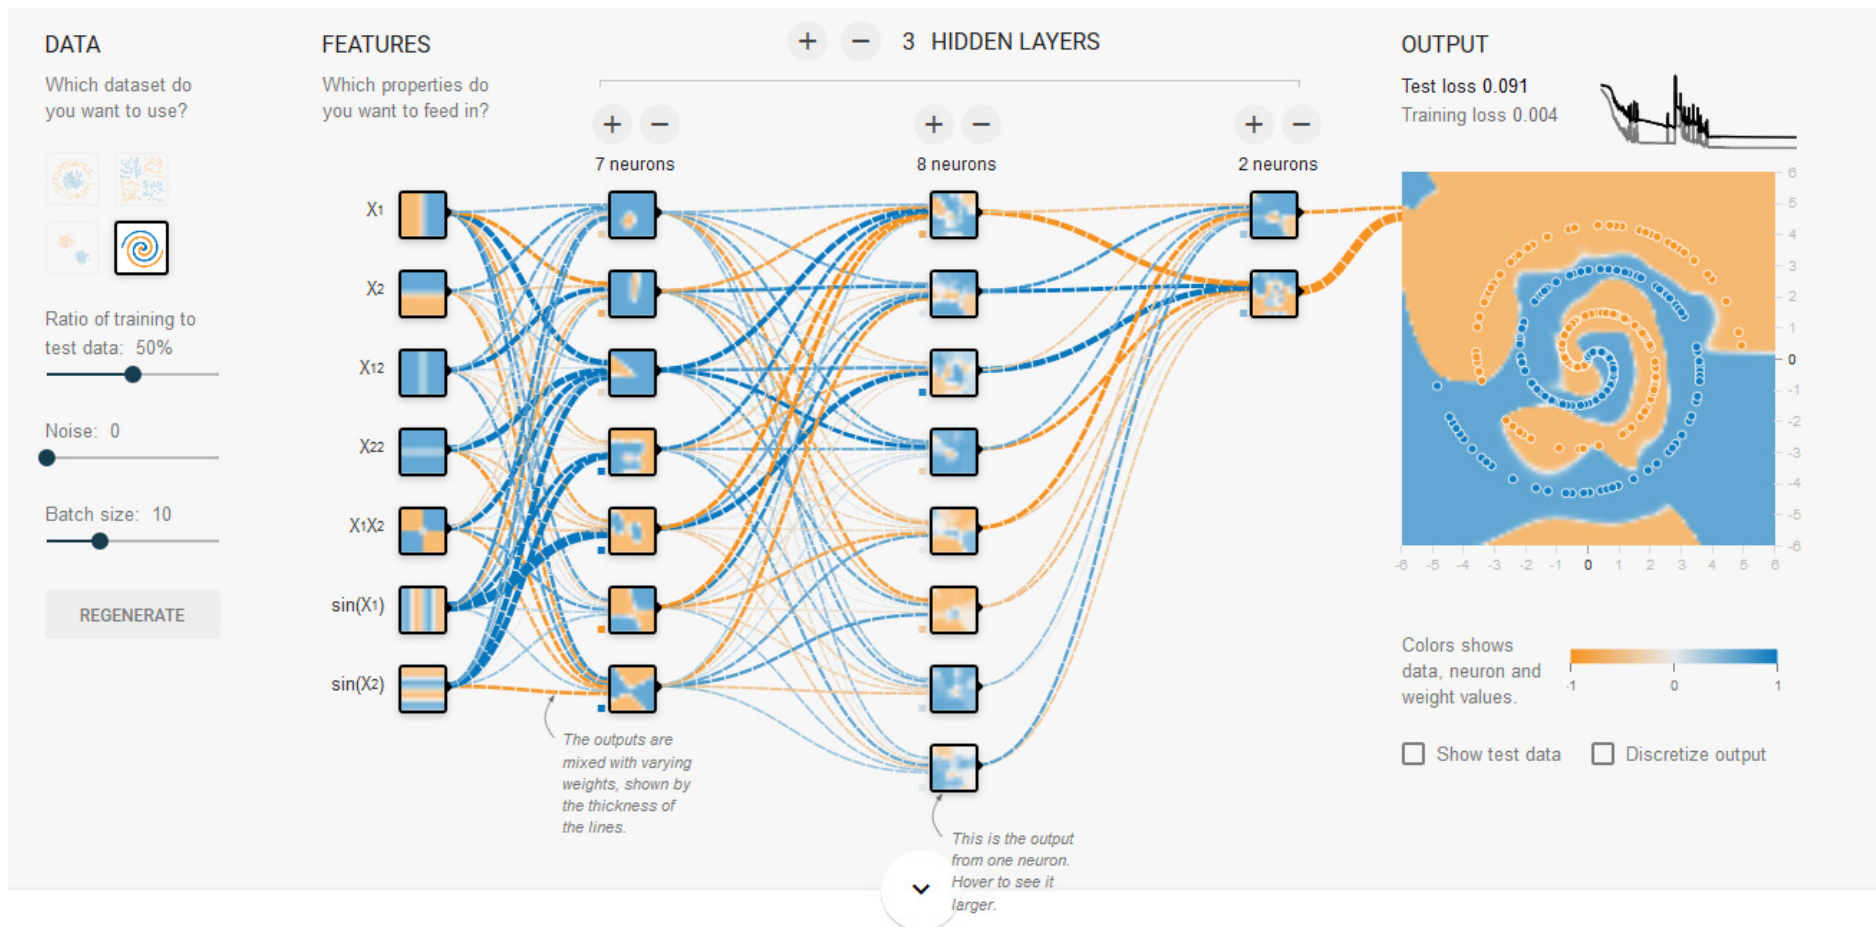 DATA
Which dataset do
you want to use?
Ratio of training to
test data: 50%
Noise: 0
Batch size: 10
REGENERATE
FEATURES
Which properties do
you want to feed in?
X1
X2
X12
X22
X1X2
sin(X1)
sin(X2)
+ − 3 HIDDEN LAYERS
+ −
7 neurons
+ −
8 neurons
+ −
2 neurons
The outputs are
mixed with varying
weights, shown by
the thickness of
the lines.
This is the output
from one neuron.
Hover to see it
larger.
OUTPUT
Test loss 0.091
Training loss 0.004
6
5
4
3
2
1
0
-1
-2
-3
-4
-5
-6
-6 -5 -4 -3 -2 -1 0 1 2 3 4 5 6
Colors shows
data, neuron and
weight values.
-1 0 1
Show test data
Discretize output